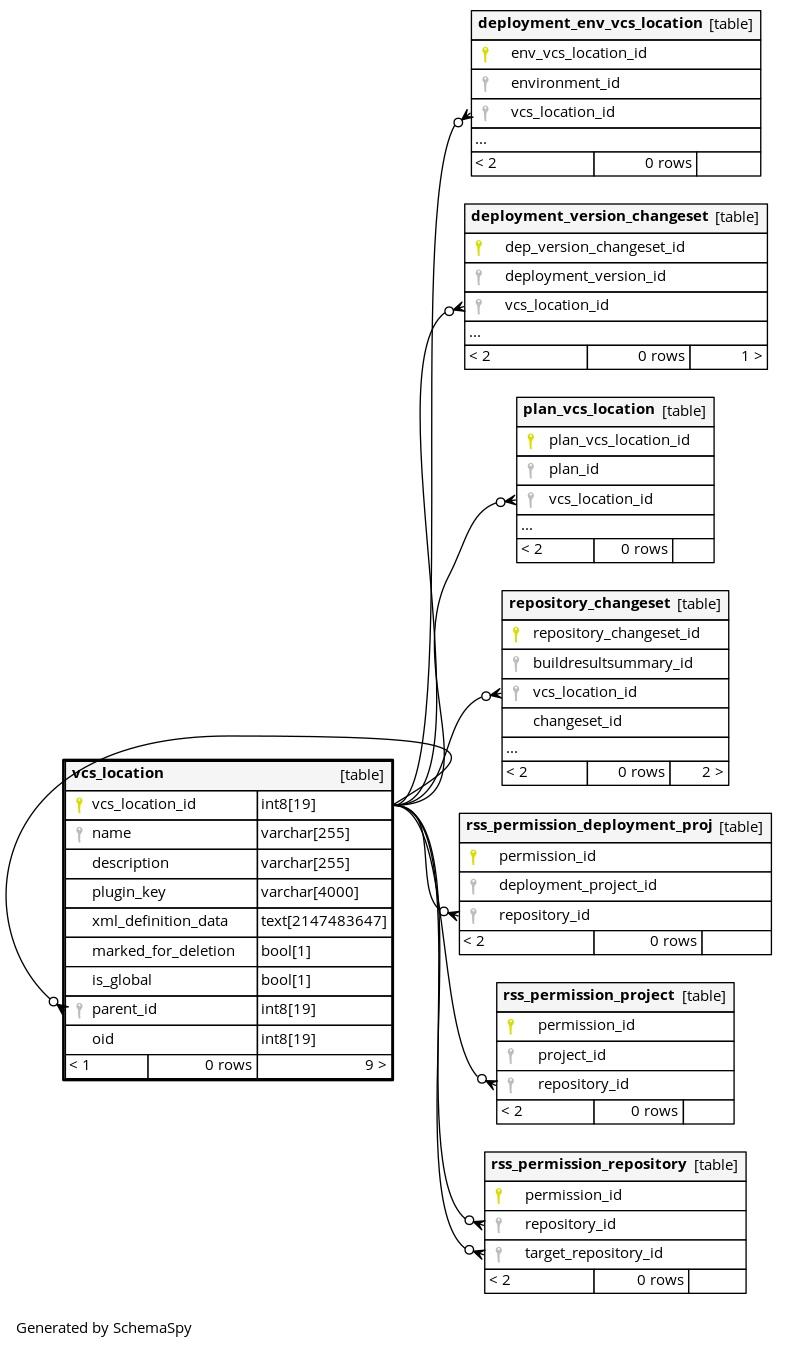 deployment_env_vcs_location [table]
env_vcs_location_id
environment_id
vcs_location_id
...
< 2 0 rows
deployment_version_changeset [table]
dep_version_changeset_id
deployment_version_id
vcs_location_id
...
< 2 0 rows 1 >
plan_vcs_location [table]
plan_vcs_location_id
plan_id
vcs_location_id
...
< 2 0 rows
repository_changeset [table]
repository_changeset_id
buildresultsummary_id
vcs_location_id
changeset_id
...
< 2 0 rows 2 >
vcs_location [table]
vcs_location_id int8[19]
name varchar[255]
description varchar[255]
plugin_key varchar[4000]
xml_definition_data text[2147483647]
marked_for_deletion bool[1]
is_global bool[1]
parent_id int8[19]
oid int8[19]
< 1 0 rows 9 >
rss_permission_deployment_proj [table]
permission_id
deployment_project_id
repository_id
< 2 0 rows
rss_permission_project [table]
permission_id
project_id
repository_id
< 2 0 rows
rss_permission_repository [table]
permission_id
repository_id
target_repository_id
< 2 0 rows
Generated by SchemaSpy